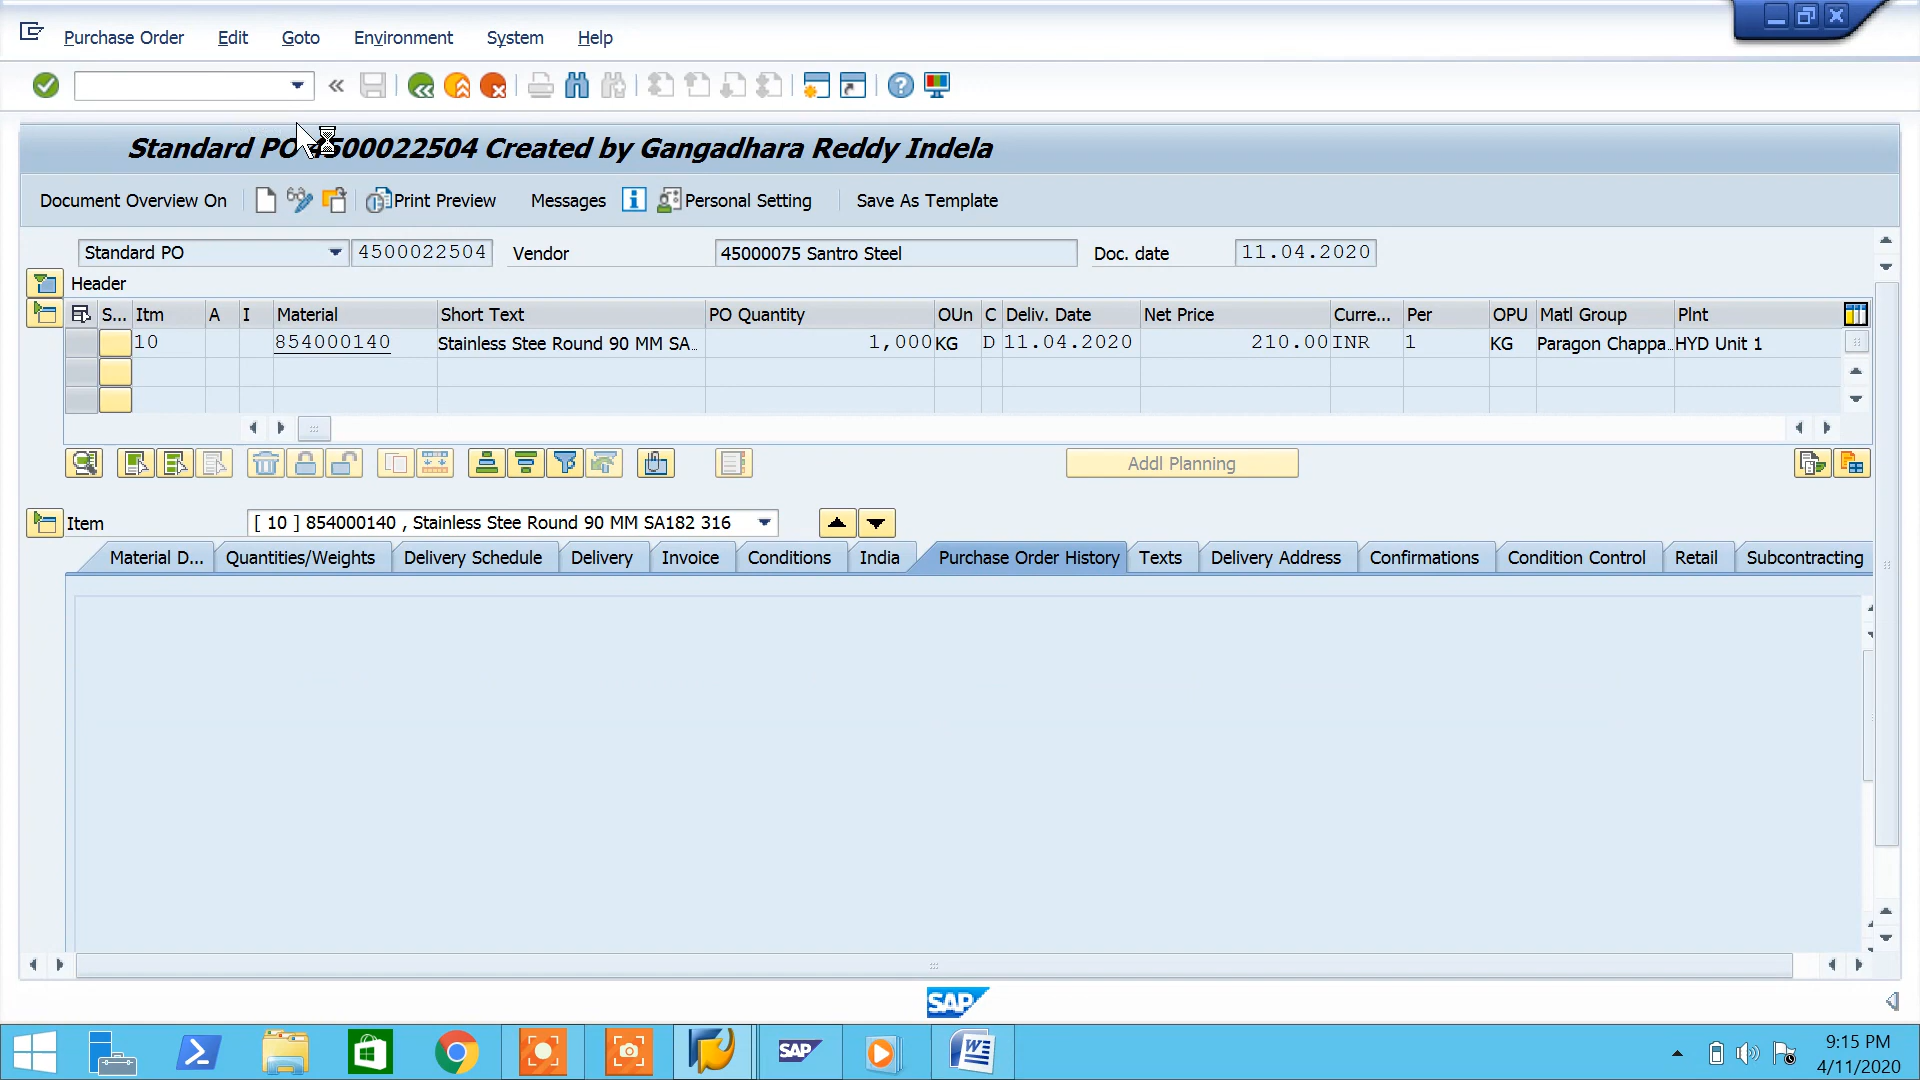 Purchase Order Edit Goto Environment System Help
Standard PO 4500022504 Created by Gangadhara Reddy Indela
Document Overview On Print Preview Messages Personal Setting Save As Template
Standard PO 4500022504 Vendor 45000075 Santro Steel Doc. date 11.04.2020
Header
S... Itm A I Material Short Text PO Quantity OUn C Deliv. Date Net Price Curre... Per OPU Matl Group Plnt
10 854000140 Stainless Stee Round 90 MM SA.. 1,000 KG D 11.04.2020 210.00 INR 1 KG Paragon Chappa.. HYD Unit 1
Addl Planning
Item [ 10 ] 854000140 , Stainless Stee Round 90 MM SA182 316
Material D... Quantities/Weights Delivery Schedule Delivery Invoice Conditions India Purchase Order History Texts Delivery Address Confirmations Condition Control Retail Subcontracting
SAP
SAP
9:15 PM
4/11/2020